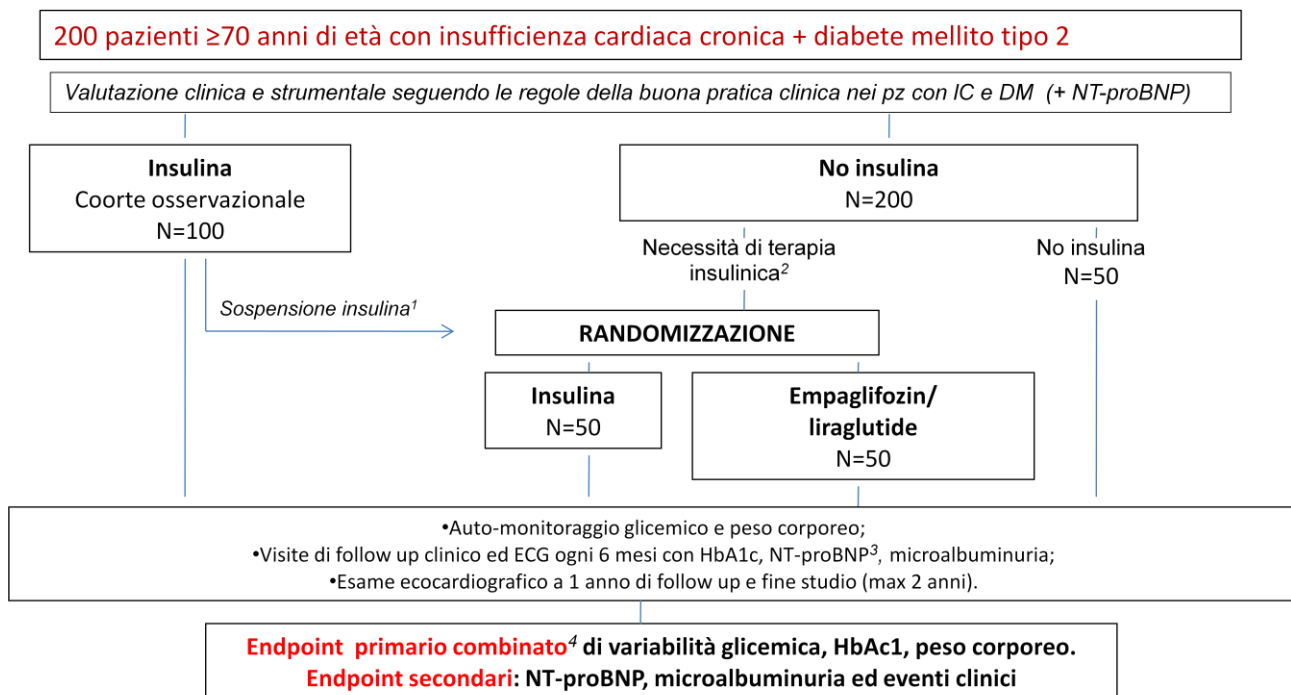 200 pazienti ≥70 anni di età con insufficienza cardiaca cronica + diabete mellito tipo 2
Valutazione clinica e strumentale seguendo le regole della buona pratica clinica nei pz con IC e DM (+ NT-proBNP)
Insulina
Coorte osservazionale
N=100
No insulina
N=200
Necessità di terapia
insulinica²
No insulina
N=50
Sospensione insulina¹
RANDOMIZZAZIONE
Insulina
N=50
Empaglifozin/
liraglutide
N=50
•Auto-monitoraggio glicemico e peso corporeo;
•Visite di follow up clinico ed ECG ogni 6 mesi con HbA1c, NT-proBNP³, microalbuminuria;
•Esame ecocardiografico a 1 anno di follow up e fine studio (max 2 anni).
Endpoint primario combinato⁴ di variabilità glicemica, HbAc1, peso corporeo.
Endpoint secondari: NT-proBNP, microalbuminuria ed eventi clinici